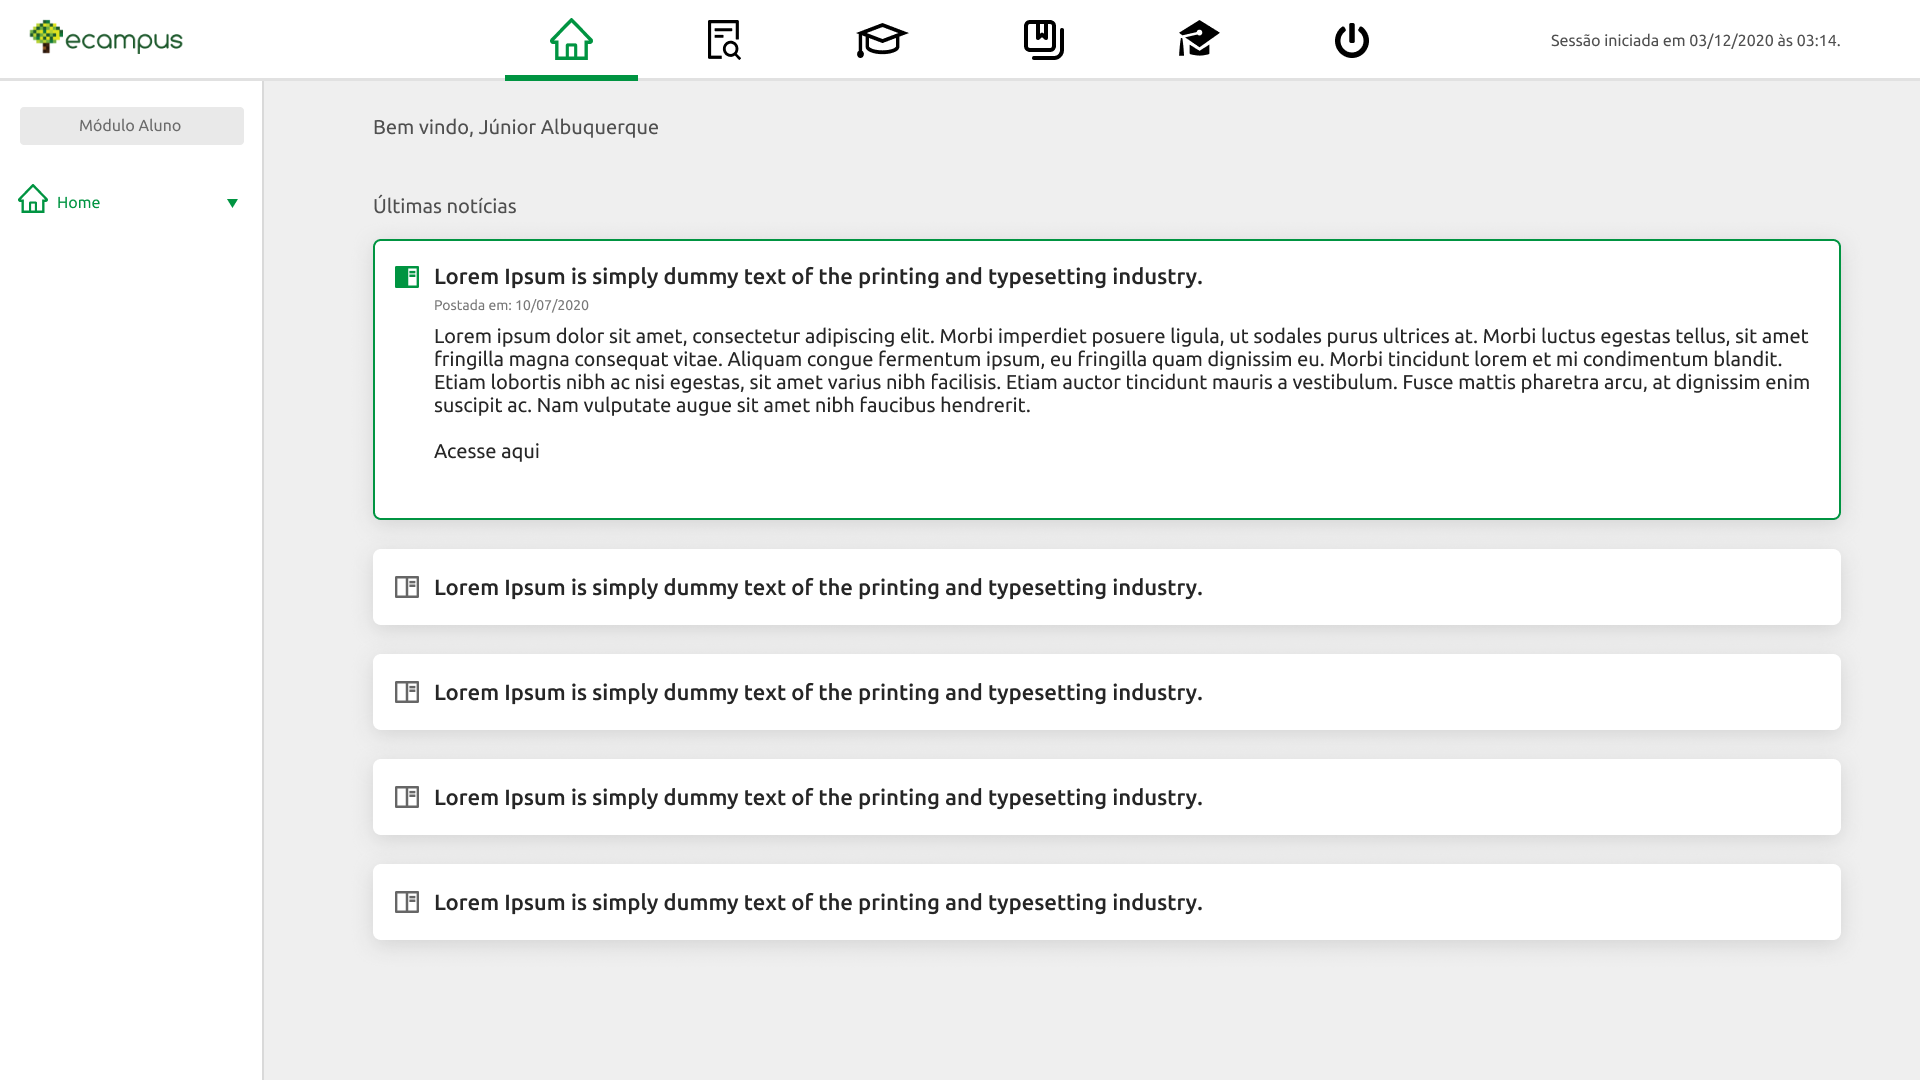 ecampus
Sessão iniciada em 03/12/2020 às 03:14.
Módulo Aluno
Home
Bem vindo, Júnior Albuquerque
Últimas notícias
Lorem Ipsum is simply dummy text of the printing and typesetting industry.
Postada em: 10/07/2020
Lorem ipsum dolor sit amet, consectetur adipiscing elit. Morbi imperdiet posuere ligula, ut sodales purus ultrices at. Morbi luctus egestas tellus, sit amet
fringilla magna consequat vitae. Aliquam congue fermentum ipsum, eu fringilla quam dignissim eu. Morbi tincidunt lorem et mi condimentum blandit.
Etiam lobortis nibh ac nisi egestas, sit amet varius nibh facilisis. Etiam auctor tincidunt mauris a vestibulum. Fusce mattis pharetra arcu, at dignissim enim
suscipit ac. Nam vulputate augue sit amet nibh faucibus hendrerit.
Acesse aqui
Lorem Ipsum is simply dummy text of the printing and typesetting industry.
Lorem Ipsum is simply dummy text of the printing and typesetting industry.
Lorem Ipsum is simply dummy text of the printing and typesetting industry.
Lorem Ipsum is simply dummy text of the printing and typesetting industry.